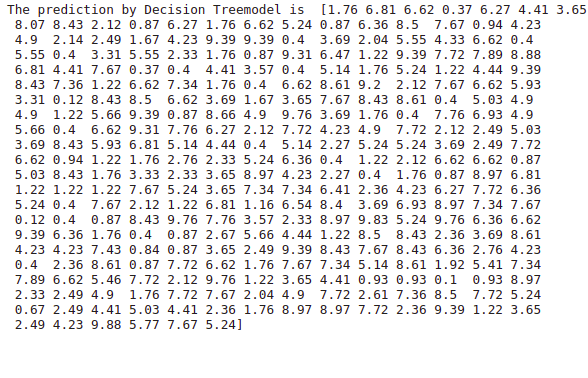 The prediction by Decision Treemodel is  [1.76 6.81 6.62 0.37 6.27 4.41 3.65
 8.07 8.43 2.12 0.87 6.27 1.76 6.62 5.24 0.87 6.36 8.5  7.67 0.94 4.23
 4.9  2.14 2.49 1.67 4.23 9.39 9.39 0.4  3.69 2.04 5.55 4.33 6.62 0.4
 5.55 0.4  3.31 5.55 2.33 1.76 0.87 9.31 6.47 1.22 9.39 7.72 7.89 8.88
 6.81 4.41 7.67 0.37 0.4  4.41 3.57 0.4  5.14 1.76 5.24 1.22 4.44 9.39
 8.43 7.36 1.22 6.62 7.34 1.76 0.4  6.62 8.61 9.2  2.12 7.67 6.62 5.93
 3.31 0.12 8.43 8.5  6.62 3.69 1.67 3.65 7.67 8.43 8.61 0.4  5.03 4.9
 4.9  1.22 5.66 9.39 0.87 8.66 4.9  9.76 3.69 1.76 0.4  7.76 6.93 4.9
 5.66 0.4  6.62 9.31 7.76 6.27 2.12 7.72 4.23 4.9  7.72 2.12 2.49 5.03
 3.69 8.43 5.93 6.81 5.14 4.44 0.4  5.14 2.27 5.24 5.24 3.69 2.49 7.72
 6.62 0.94 1.22 1.76 2.76 2.33 5.24 6.36 0.4  1.22 2.12 6.62 6.62 0.87
 5.03 8.43 1.76 3.33 2.33 3.65 8.97 4.23 2.27 0.4  1.76 0.87 8.97 6.81
 1.22 1.22 1.22 7.67 5.24 3.65 7.34 7.34 6.41 2.36 4.23 6.27 7.72 6.36
 5.24 0.4  7.67 2.12 1.22 6.81 1.16 6.54 8.4  3.69 6.93 8.97 7.34 7.67
 0.12 0.4  0.87 8.43 9.76 7.76 3.57 2.33 8.97 9.83 5.24 9.76 6.36 6.62
 9.39 6.36 1.76 0.4  0.87 2.67 5.66 4.44 1.22 8.5  8.43 2.36 3.69 8.61
 4.23 4.23 7.43 0.84 0.87 3.65 2.49 9.39 8.43 7.67 8.43 6.36 2.76 4.23
 0.4  2.36 8.61 0.87 7.72 6.62 1.76 7.67 7.34 5.14 8.61 1.92 5.41 7.34
 7.89 6.62 5.46 7.72 2.12 9.76 1.22 3.65 4.41 0.93 0.93 0.1  0.93 8.97
 2.33 2.49 4.9  1.76 7.72 7.67 2.04 4.9  7.72 2.61 7.36 8.5  7.72 5.24
 0.67 2.49 4.41 5.03 4.41 2.36 1.76 8.97 8.97 7.72 2.36 9.39 1.22 3.65
 2.49 4.23 9.88 5.77 7.67 5.24]